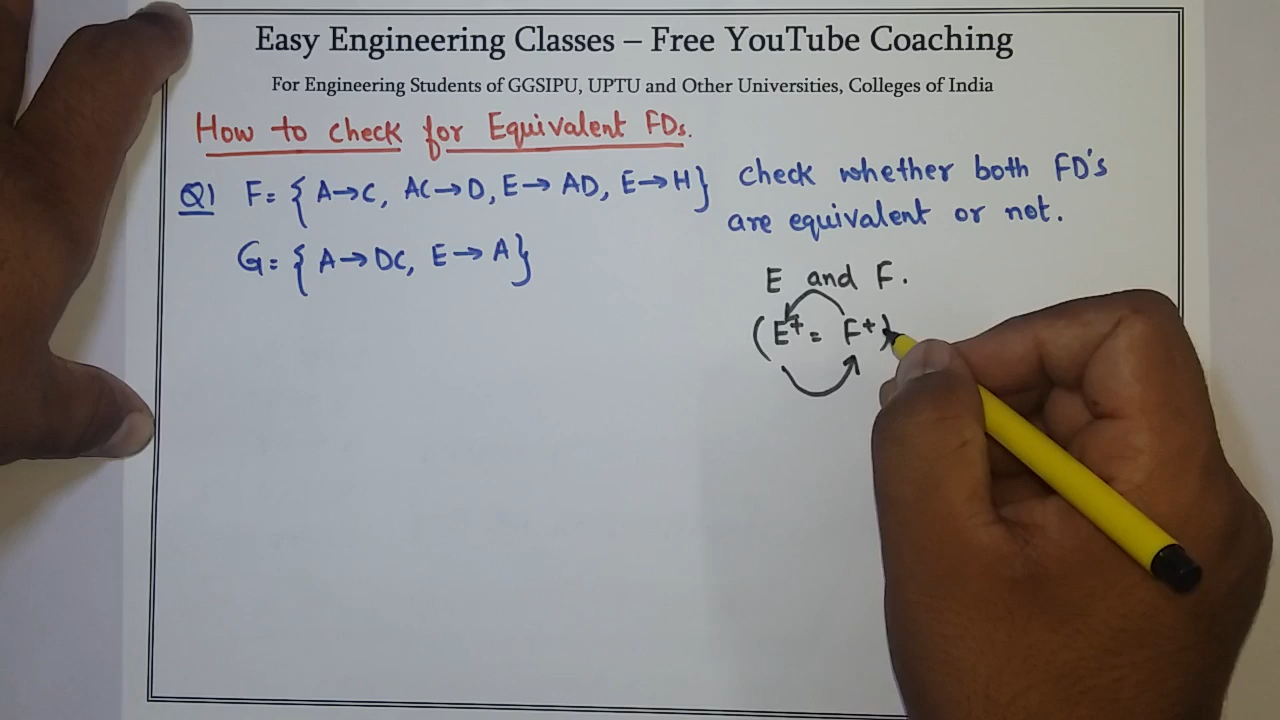 Easy Engineering Classes – Free YouTube Coaching
For Engineering Students of GGSIPU, UPTU and Other Universities, Colleges of India
How to check for Equivalent FDs.
Q1 F= { A→C, AC→D, E→AD, E→H} check whether both FD's are equivalent or not.
G= { A→DC, E→A}
E and F.
(E+ = F+)